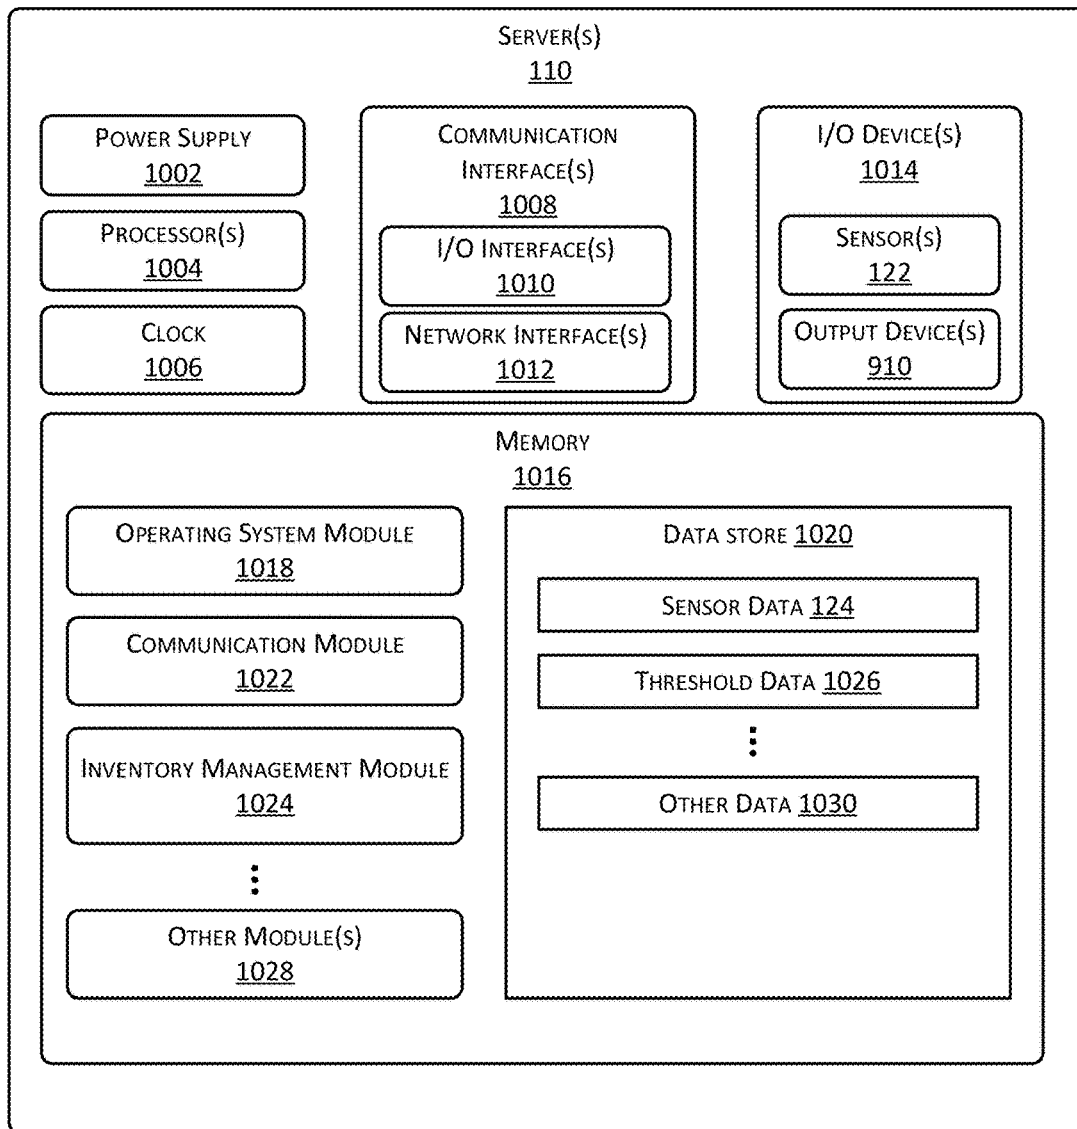 Server(s)
110
Power Supply
1002
Processor(s)
1004
Clock
1006
Communication
Interface(s)
1008
I/O Interface(s)
1010
Network Interface(s)
1012
I/O Device(s)
1014
Sensor(s)
122
Output Device(s)
910
Memory
1016
Operating System Module
1018
Communication Module
1022
Inventory Management Module
1024
Other Module(s)
1028
Data store 1020
Sensor Data 124
Threshold Data 1026
Other Data 1030